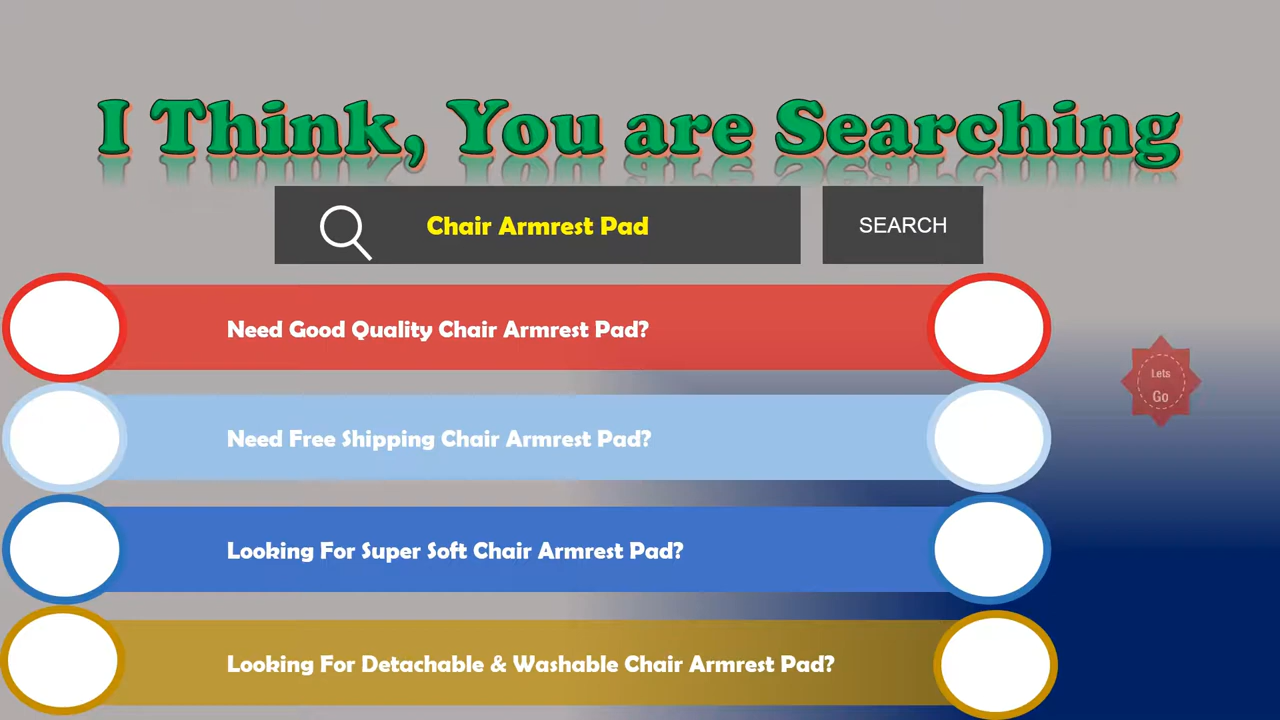 I Think, You are Searching
Chair Armrest Pad
SEARCH
Need Good Quality Chair Armrest Pad?
Lets
Go
Need Free Shipping Chair Armrest Pad?
Looking For Super Soft Chair Armrest Pad?
Looking For Detachable & Washable Chair Armrest Pad?